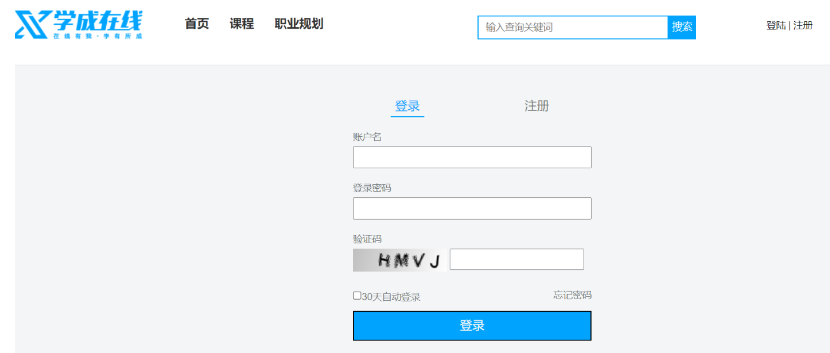 学成在线
在线有我·学有所成
首页 课程 职业规划
输入查询关键词 搜索
登陆 | 注册
登录 注册
账户名
登录密码
验证码
HMVJ
30天自动登录 忘记密码
登录